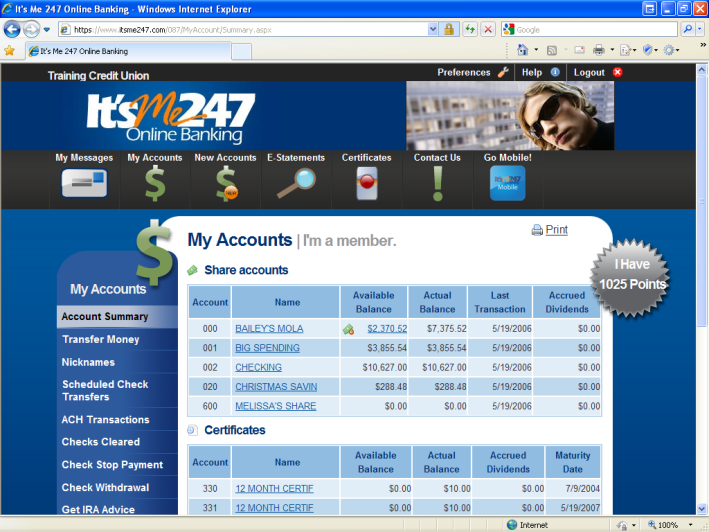 It's Me 247 Online Banking - Windows Internet Explorer
https://www.itsme247.com/087/MyAccount/Summary.aspx
Google
It's Me 247 Online Banking
Training Credit Union
Preferences
Help
Logout
It's Me 247
Online Banking
My Messages
My Accounts
New Accounts
E-Statements
Certificates
Contact Us
Go Mobile!
Mobile
My Accounts | I'm a member.
Print
I Have
1025 Points
My Accounts
Account Summary
Transfer Money
Nicknames
Scheduled Check
Transfers
ACH Transactions
Checks Cleared
Check Stop Payment
Check Withdrawal
Get IRA Advice
Share accounts
Account Name Available Balance Actual Balance Last Transaction Accrued Dividends
000 BAILEY'S MOLA $2,370.52 $7,375.52 5/19/2006 $0.00
001 BIG SPENDING $3,855.54 $3,855.54 5/19/2006 $0.00
002 CHECKING $10,627.00 $10,627.00 5/19/2006 $0.00
020 CHRISTMAS SAVIN $288.48 $288.48 5/19/2006 $0.00
600 MELISSA'S SHARE $0.00 $0.00 5/19/2006 $0.00
Certificates
Account Name Available Balance Actual Balance Accrued Dividends Maturity Date
330 12 MONTH CERTIF $0.00 $10.00 $0.00 7/9/2004
331 12 MONTH CERTIF $0.00 $10.00 $0.00 5/19/2007
Internet
100%